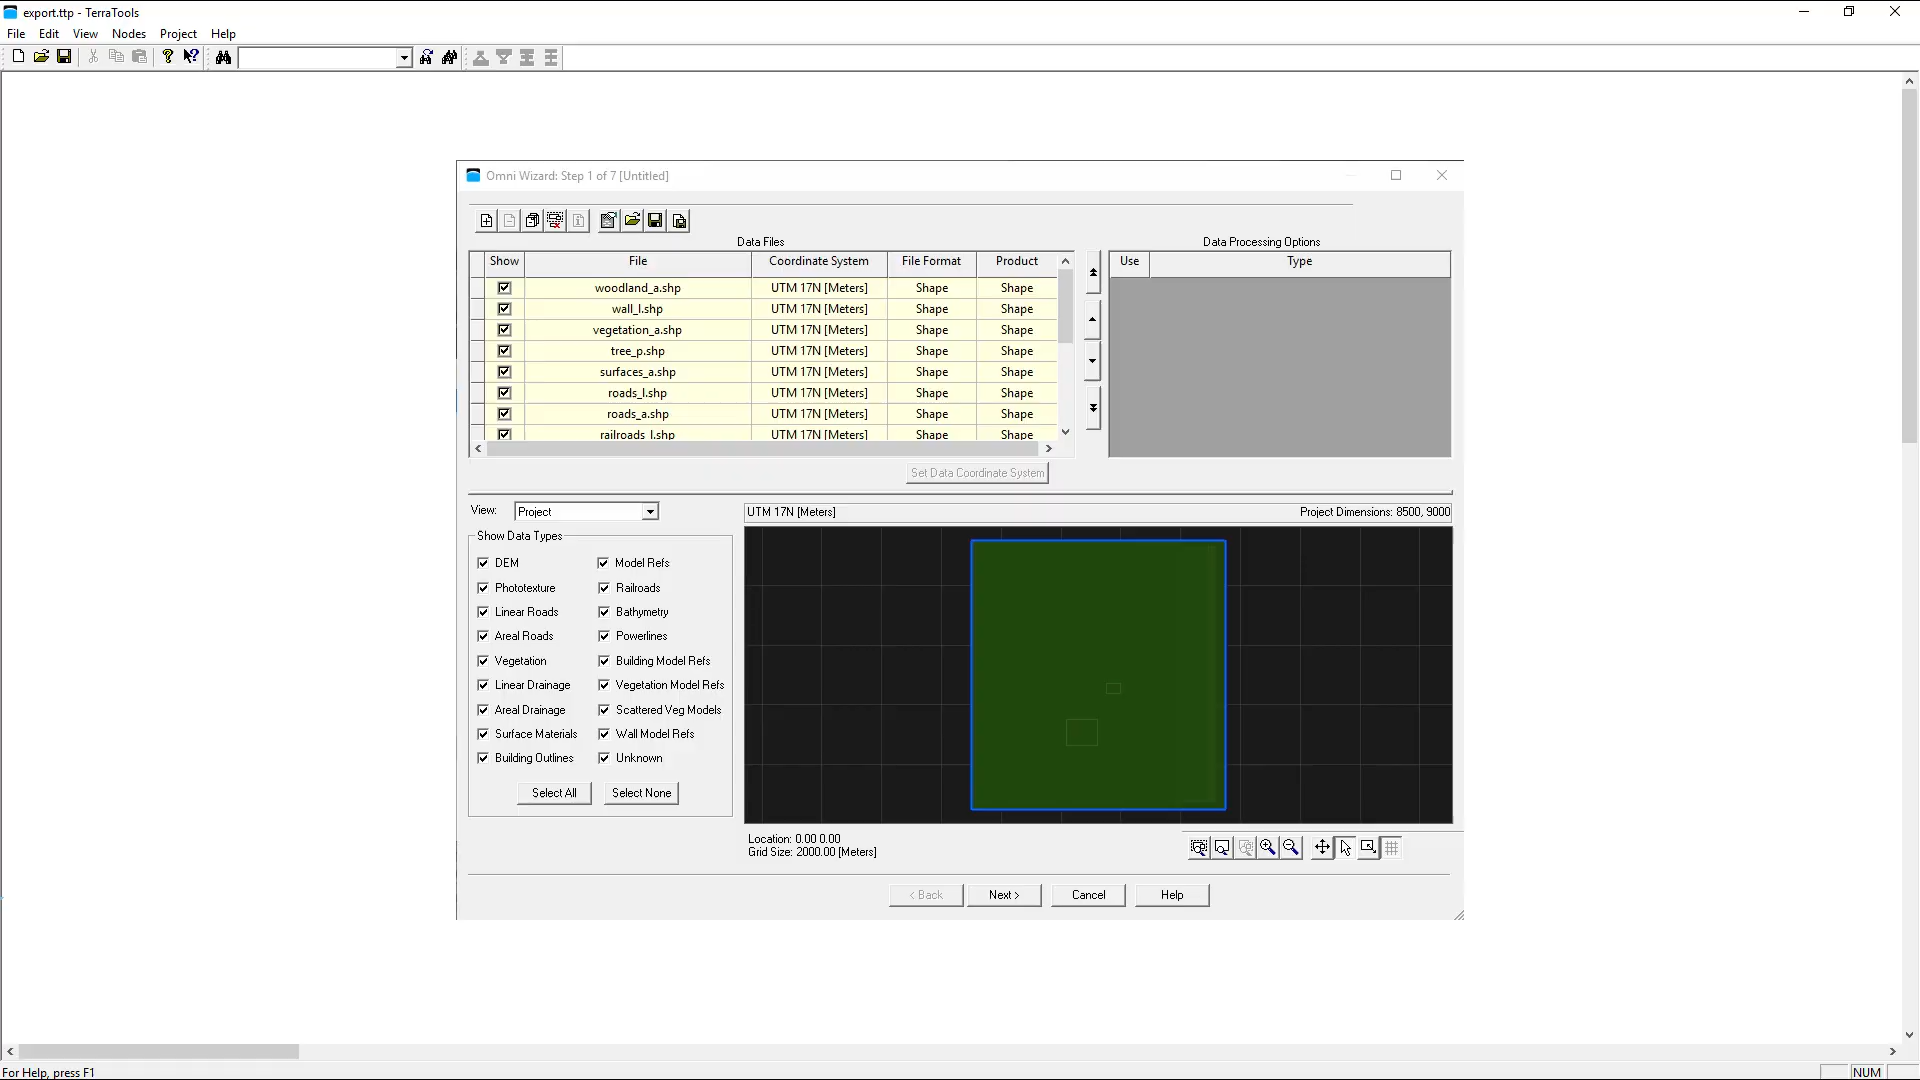 export.ttp - TerraTools
File Edit View Nodes Project Help
Omni Wizard: Step 1 of 7 [Untitled]
Data Files
Data Processing Options
Show File Coordinate System File Format Product
Use Type
woodland_a.shp UTM 17N [Meters] Shape Shape
wall_l.shp UTM 17N [Meters] Shape Shape
vegetation_a.shp UTM 17N [Meters] Shape Shape
tree_p.shp UTM 17N [Meters] Shape Shape
surfaces_a.shp UTM 17N [Meters] Shape Shape
roads_l.shp UTM 17N [Meters] Shape Shape
roads_a.shp UTM 17N [Meters] Shape Shape
railroads_l.shp UTM 17N [Meters] Shape Shape
Set Data Coordinate System
View: Project
UTM 17N [Meters] Project Dimensions: 8500, 9000
Show Data Types
DEM Model Refs
Phototexture Railroads
Linear Roads Bathymetry
Areal Roads Powerlines
Vegetation Building Model Refs
Linear Drainage Vegetation Model Refs
Areal Drainage Scattered Veg Models
Surface Materials Wall Model Refs
Building Outlines Unknown
Select All Select None
Location: 0.00 0.00
Grid Size: 2000.00 [Meters]
< Back Next > Cancel Help
For Help, press F1
NUM